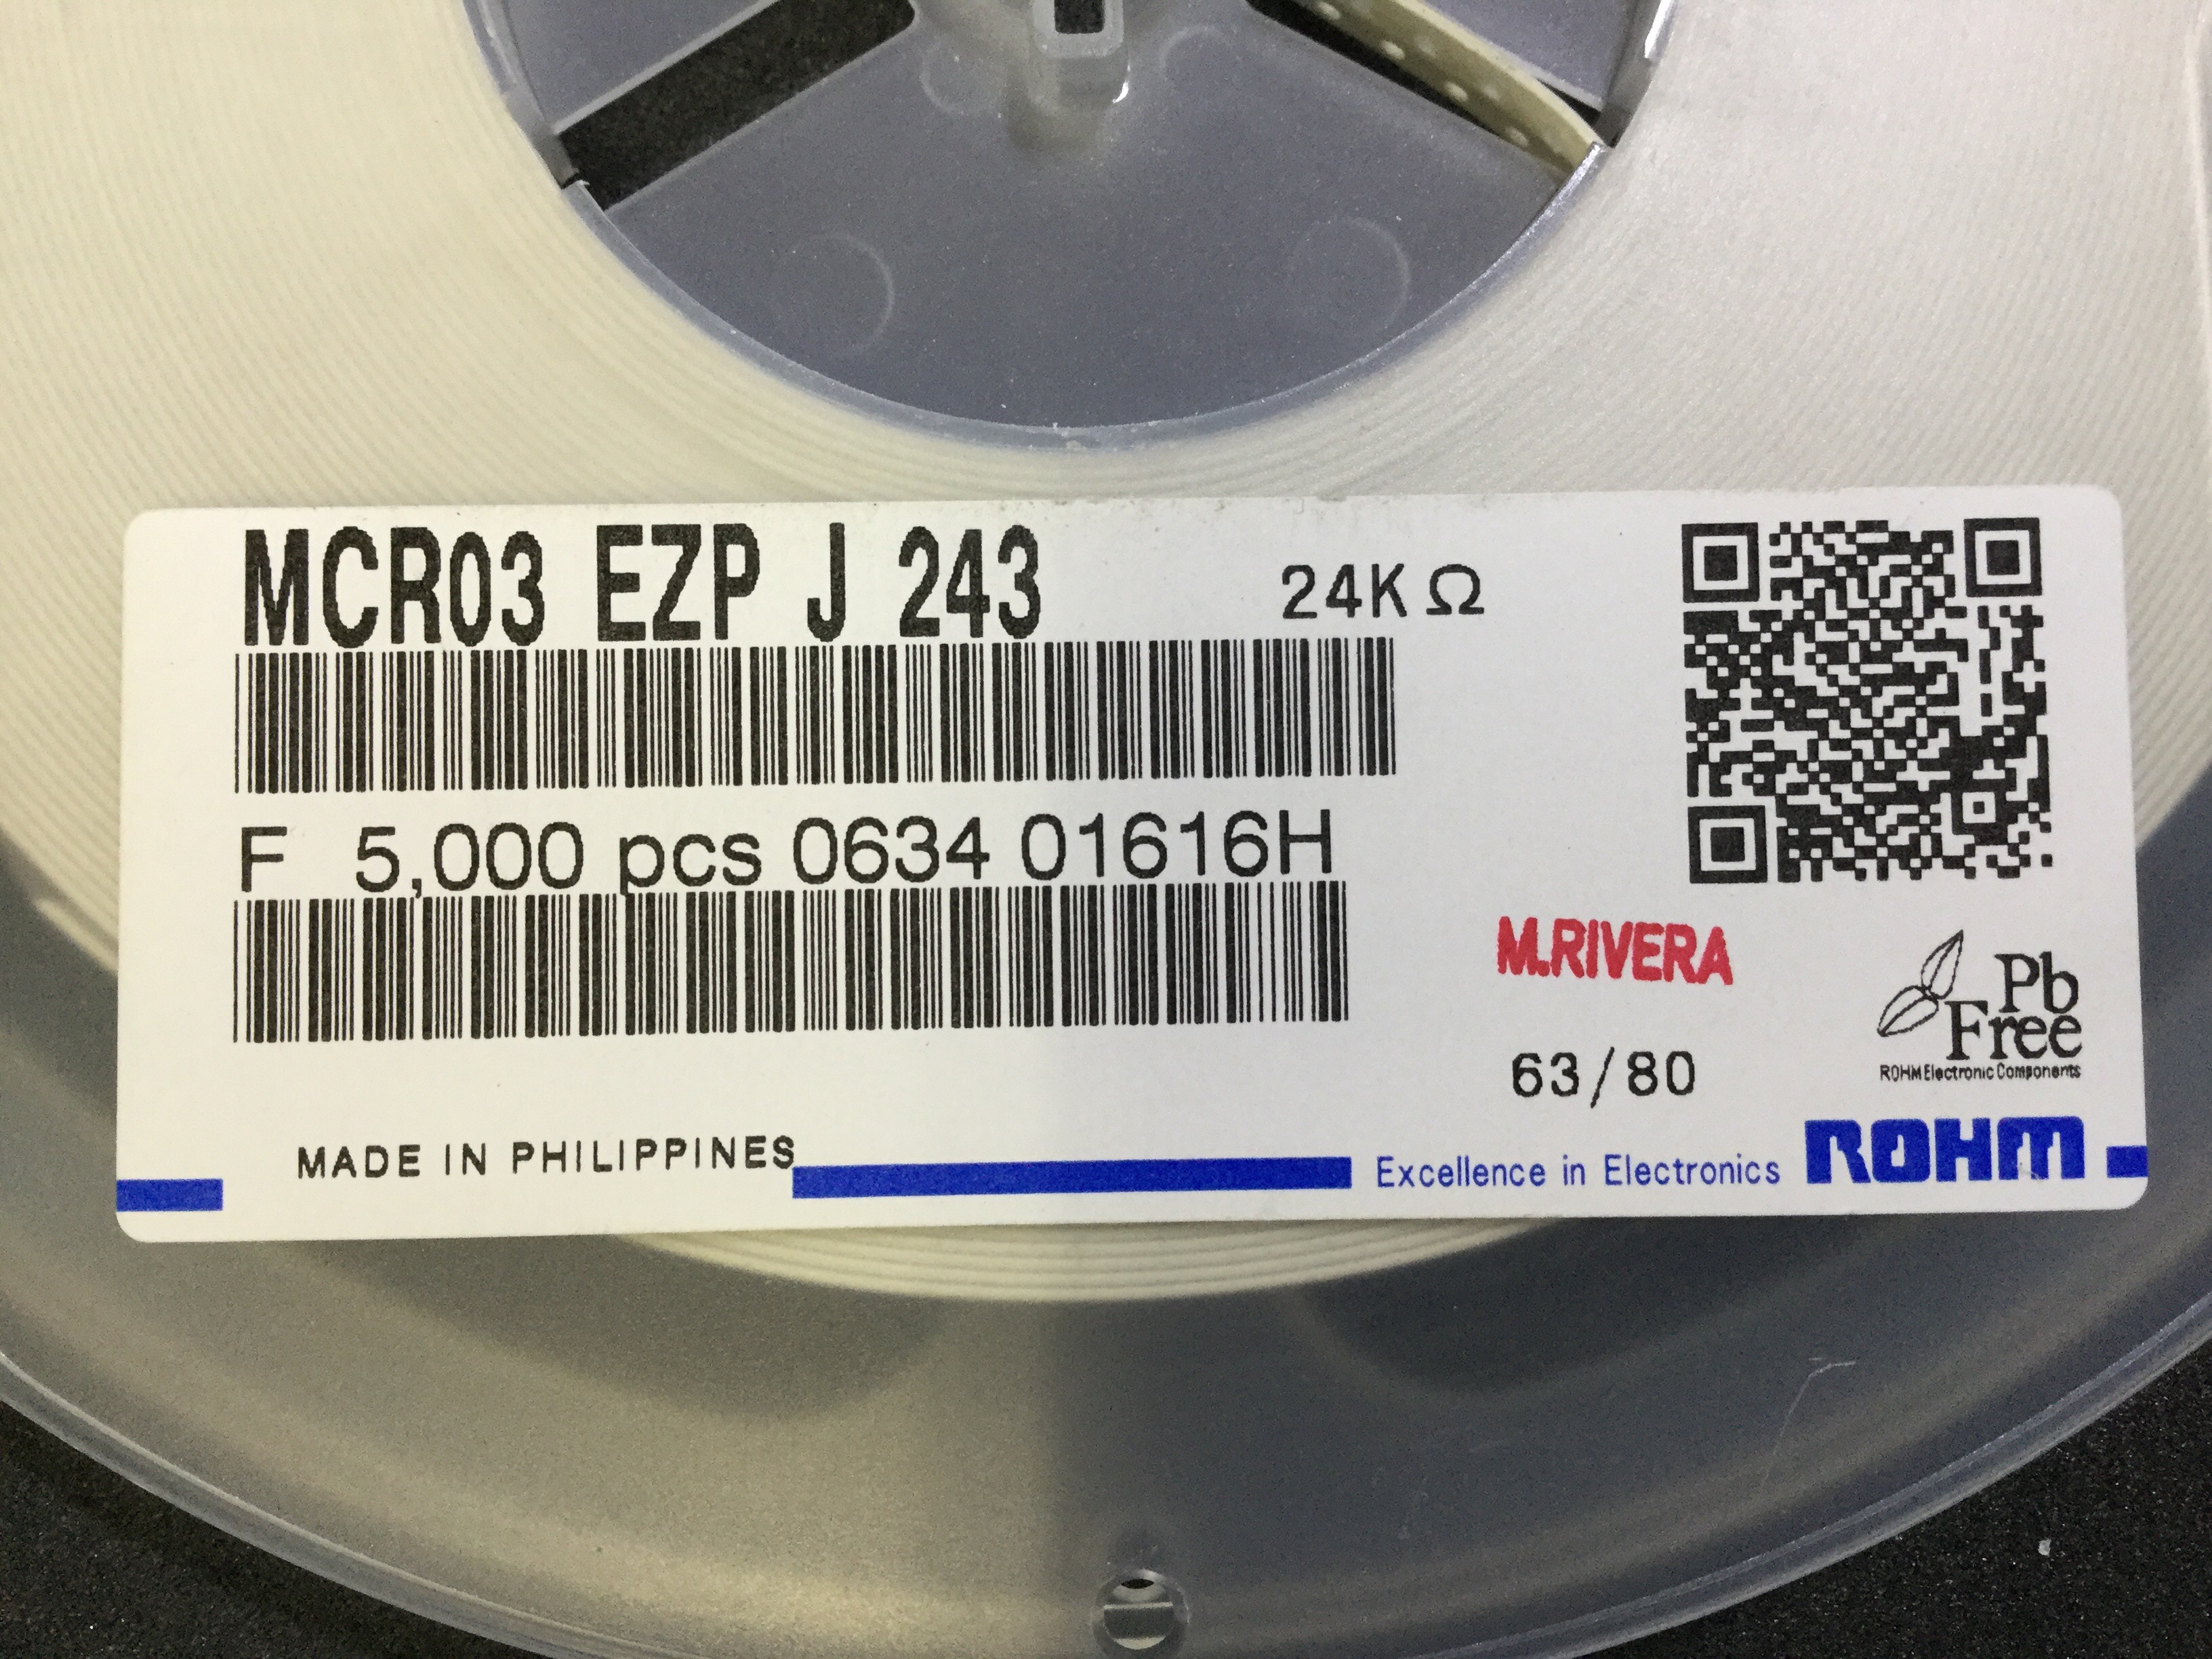 MCR03 EZP J 243 24KΩ
F 5,000 pcs 0634 01616H
M.RIVERA
Pb
Free
ROHM Electronic Components
63/80
MADE IN PHILIPPINES
Excellence in Electronics ROHM